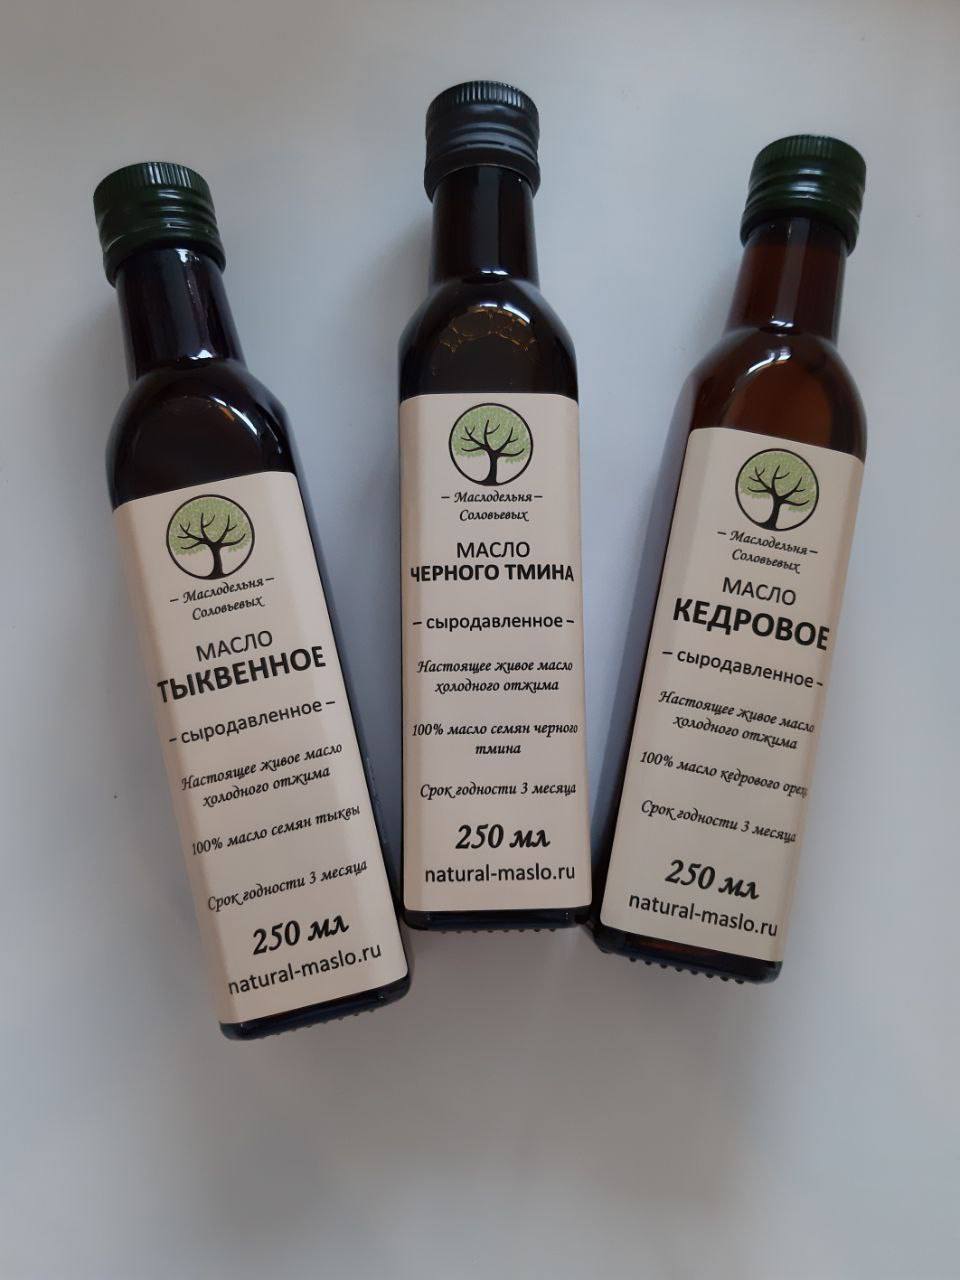 – Маслодельня –
Соловьевых
МАСЛО
ТЫКВЕННОЕ
– сыродавленное –
Настоящее живое масло
холодного отжима
100% масло семян тыквы
Срок годности 3 месяца
250 мл
natural-maslo.ru
– Маслодельня –
Соловьевых
МАСЛО
ЧЕРНОГО ТМИНА
– сыродавленное –
Настоящее живое масло
холодного отжима
100% масло семян черного
тмина
Срок годности 3 месяца
250 мл
natural-maslo.ru
– Маслодельня –
Соловьевых
МАСЛО
КЕДРОВОЕ
– сыродавленное –
Настоящее живое масло
холодного отжима
100% масло кедрового ореха
Срок годности 3 месяца
250 мл
natural-maslo.ru